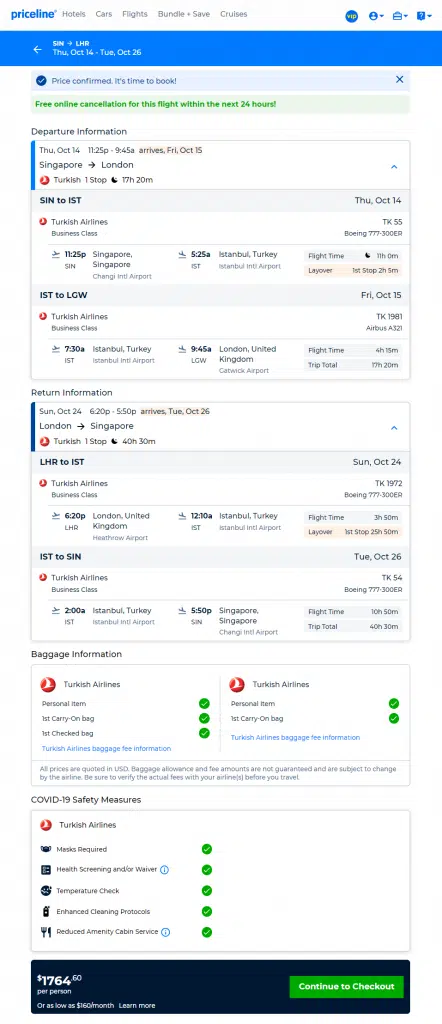 priceline®
Hotels Cars Flights Bundle + Save Cruises
VIP
SIN → LHR
Thu, Oct 14 - Tue, Oct 26
Price confirmed. It's time to book!
Free online cancellation for this flight within the next 24 hours!
Departure Information
Thu, Oct 14 11:25p - 9:45a arrives, Fri, Oct 15
Singapore → London
Turkish 1 Stop 17h 20m
SIN to IST Thu, Oct 14
Turkish Airlines TK 55
Business Class Boeing 777-300ER
11:25p Singapore, 5:25a Istanbul, Turkey Flight Time 11h 0m
SIN Singapore IST Istanbul Intl Airport
Changi Intl Airport Layover 1st Stop 2h 5m
IST to LGW Fri, Oct 15
Turkish Airlines TK 1981
Business Class Airbus A321
7:30a Istanbul, Turkey 9:45a London, United Flight Time 4h 15m
IST Istanbul Intl Airport LGW Kingdom
Gatwick Airport Trip Total 17h 20m
Return Information
Sun, Oct 24 6:20p - 5:50p arrives, Tue, Oct 26
London → Singapore
Turkish 1 Stop 40h 30m
LHR to IST Sun, Oct 24
Turkish Airlines TK 1972
Business Class Boeing 777-300ER
6:20p London, United 12:10a Istanbul, Turkey Flight Time 3h 50m
LHR Kingdom IST Istanbul Intl Airport
Heathrow Airport Layover 1st Stop 25h 50m
IST to SIN Tue, Oct 26
Turkish Airlines TK 54
Business Class Boeing 777-300ER
2:00a Istanbul, Turkey 5:50p Singapore, Flight Time 10h 50m
IST Istanbul Intl Airport SIN Singapore
Changi Intl Airport Trip Total 40h 30m
Baggage Information
Turkish Airlines Turkish Airlines
Personal Item Personal Item
1st Carry-On bag 1st Carry-On bag
1st Checked bag
Turkish Airlines baggage fee information Turkish Airlines baggage fee information
All prices are quoted in USD. Baggage allowance and fee amounts are not guaranteed and are subject to change
by the airline. Be sure to verify the actual fees with your airline(s) before you travel.
COVID-19 Safety Measures
Turkish Airlines
Masks Required
Health Screening and/or Waiver
Temperature Check
Enhanced Cleaning Protocols
Reduced Amenity Cabin Service
$1764.60
per person
Continue to Checkout
Or as low as $160/month Learn more